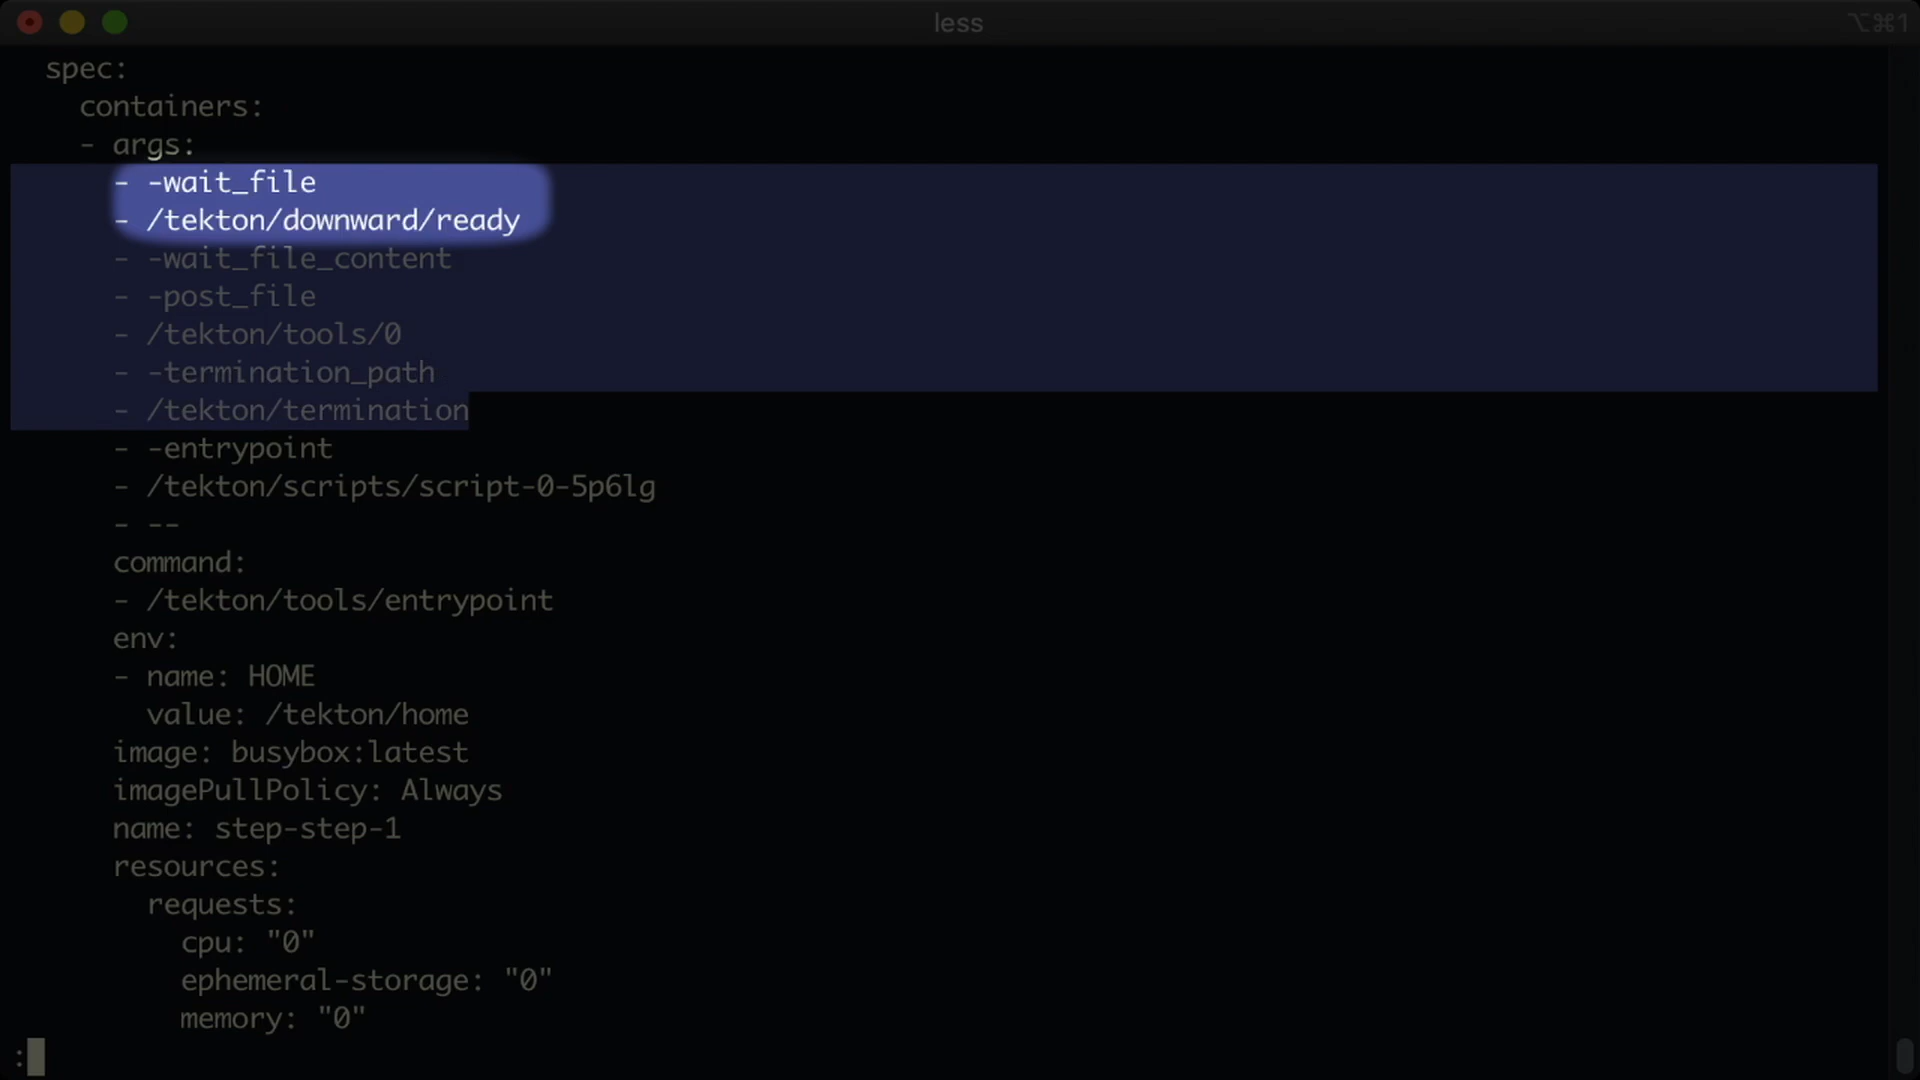 less
⌥⌘1
spec:
containers:
- args:
- -wait_file
- /tekton/downward/ready
- -wait_file_content
- -post_file
- /tekton/tools/0
- -termination_path
- /tekton/termination
- -entrypoint
- /tekton/scripts/script-0-5p6lg
- --
command:
- /tekton/tools/entrypoint
env:
- name: HOME
value: /tekton/home
image: busybox:latest
imagePullPolicy: Always
name: step-step-1
resources:
requests:
cpu: "0"
ephemeral-storage: "0"
memory: "0"
: